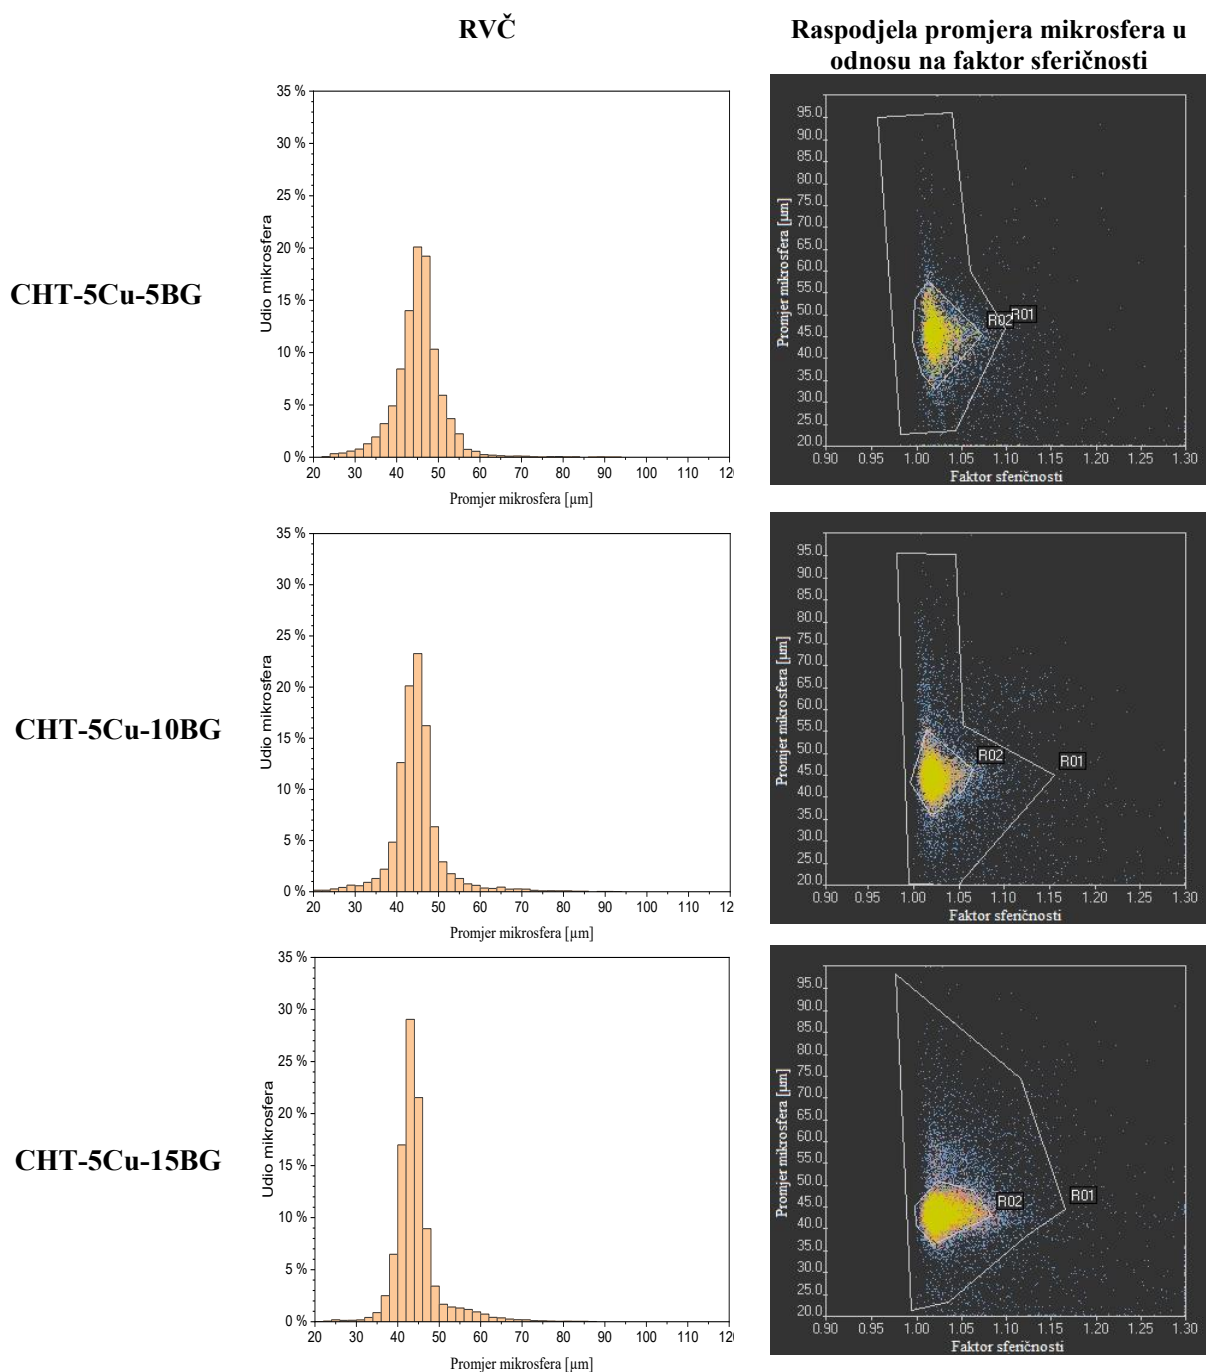 RVČ
Raspodjela promjera mikrosfera u
odnosu na faktor sferičnosti
CHT-5Cu-5BG
35 %
30 %
25 %
20 %
15 %
10 %
5 %
0 %
Udio mikrosfera
20 30 40 50 60 70 80 90 100 110 12
Promjer mikrosfera [µm]
95.0
90.0
85.0
80.0
75.0
70.0
65.0
60.0
55.0
50.0
45.0
40.0
35.0
30.0
25.0
20.0
Promjer mikrosfera [µm]
R02
R01
0.90 0.95 1.00 1.05 1.10 1.15 1.20 1.25 1.30
Faktor sferičnosti
CHT-5Cu-10BG
35 %
30 %
25 %
20 %
15 %
10 %
5 %
0 %
Udio mikrosfera
20 30 40 50 60 70 80 90 100 110 12
Promjer mikrosfera [µm]
95.0
90.0
85.0
80.0
75.0
70.0
65.0
60.0
55.0
50.0
45.0
40.0
35.0
30.0
25.0
20.0
Promjer mikrosfera [µm]
R02
R01
0.90 0.95 1.00 1.05 1.10 1.15 1.20 1.25 1.30
Faktor sferičnosti
CHT-5Cu-15BG
35 %
30 %
25 %
20 %
15 %
10 %
5 %
0 %
Udio mikrosfera
20 30 40 50 60 70 80 90 100 110 12
Promjer mikrosfera [µm]
95.0
90.0
85.0
80.0
75.0
70.0
65.0
60.0
55.0
50.0
45.0
40.0
35.0
30.0
25.0
20.0
Promjer mikrosfera [µm]
R02
R01
0.90 0.95 1.00 1.05 1.10 1.15 1.20 1.25 1.30
Faktor sferičnosti